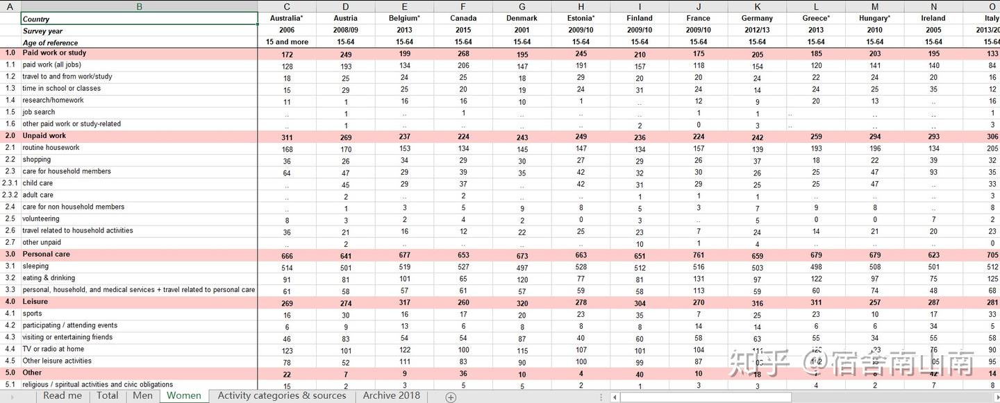 A B C D E F G H I J K L M N O
Country Australia* Austria Belgium* Canada Denmark Estonia* Finland France Germany Greece* Hungary* Ireland Italy
Survey year 2006 2008/09 2013 2015 2001 2009/10 2009/10 2009/10 2012/13 2013 2010 2005 2013/20
Age of reference 15 and more 15-64 15-64 15-64 15-64 15-64 15-64 15-64 15-64 15-64 15-64 15-64 15-64
1.0 Paid work or study 172 249 199 268 195 245 210 175 205 185 203 195 133
1.1 paid work (all jobs) 128 193 134 206 147 191 157 118 154 120 141 140 84
1.2 travel to and from work/study 18 25 24 25 18 29 20 20 24 22 24 20 16
1.3 time in school or classes 15 29 25 20 19 24 31 24 14 24 25 35 12
1.4 research/homework 11 1 16 16 10 1 .. 12 9 20 13 .. 16
1.5 job search .. 1 .. 1 .. .. .. 1 1 .. .. .. 1
1.6 other paid work or study-related .. 1 .. .. .. .. 2 0 3 .. .. .. 3
2.0 Unpaid work 311 269 237 224 243 249 236 224 242 259 294 293 306
2.1 routine housework 168 170 153 134 145 147 134 157 139 193 196 134 205
2.2 shopping 36 26 34 29 30 27 29 26 37 18 22 39 32
2.3 care for household members 64 47 29 39 35 42 32 30 26 25 47 93 35
2.3.1 child care .. 45 29 37 .. 42 31 29 25 25 47 .. 33
2.3.2 adult care .. 2 .. 2 .. .. 1 1 1 .. .. .. 3
2.4 care for non household members .. 1 3 5 9 8 5 3 7 9 8 .. 8
2.5 volunteering 8 3 2 4 2 0 3 .. 5 0 0 7 2
2.6 travel related to household activities 36 21 16 12 22 25 23 7 24 14 21 20 23
2.7 other unpaid .. 2 .. .. .. .. 10 1 4 .. .. .. 0
3.0 Personal care 666 641 677 653 673 663 651 761 659 679 679 623 705
3.1 sleeping 514 501 519 527 497 528 512 516 503 498 508 501 512
3.2 eating & drinking 91 81 101 65 120 77 81 131 97 122 97 75 125
3.3 personal, household, and medical services + travel related to personal care 61 58 57 61 57 59 58 113 59 60 74 48 68
4.0 Leisure 269 274 317 260 320 278 304 270 316 311 257 287 281
4.1 sports 16 30 16 17 20 23 35 7 25 23 10 17 33
4.2 participating / attending events 6 9 13 6 8 8 8 14 14 6 6 34 5
4.3 visiting or entertaining friends 46 83 54 54 87 40 60 58 63 55 34 55 58
4.4 TV or radio at home 123 101 122 100 115 107 101 104 76 90
4.5 Other leisure activities 78 52 111 83 90 100 99 87 95
5.0 Other 22 7 9 36 10 4 40 10 18 42 14
5.1 religious / spiritual activities and civic obligations 15 2 3 5 5 2 1 3 3 4 2 7 8
知乎 @宿舍南山南
Read me Total Men Women Activity categories & sources Archive 2018